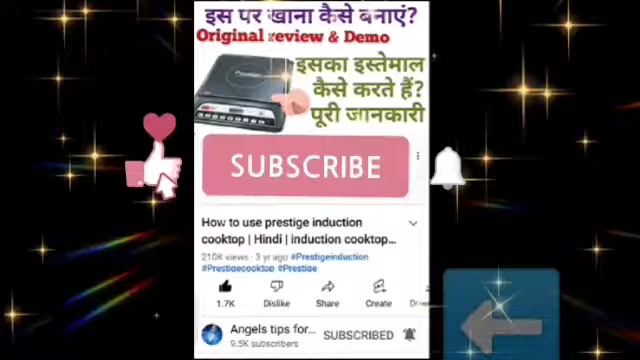 इस पर खाना कैसे बनाएं?
Original review & Demo
इसका इस्तेमाल
कैसे करते हैं?
पूरी जानकारी
SUBSCRIBE
How to use prestige induction
cooktop | Hindi | induction cooktop...
210K views · 3 yr ago #Prestigeinduction
#Prestigecooktop #Prestige
1.7K
Dislike
Share
Create
Angels tips for...
SUBSCRIBED
9.5K subscribers